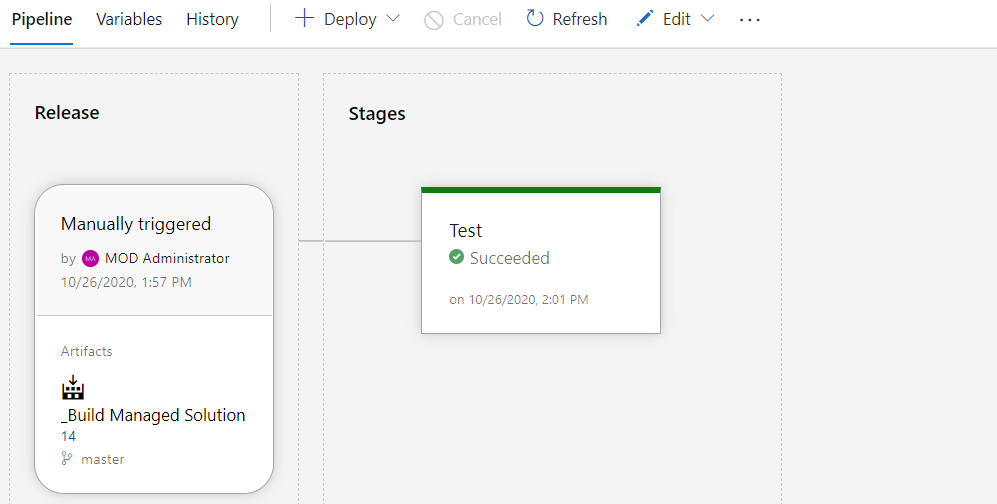 Pipeline Variables History Deploy Cancel Refresh Edit ...
Release
Stages
Manually triggered
by MA MOD Administrator
10/26/2020, 1:57 PM
Test
Succeeded
on 10/26/2020, 2:01 PM
Artifacts
_Build Managed Solution
14
master